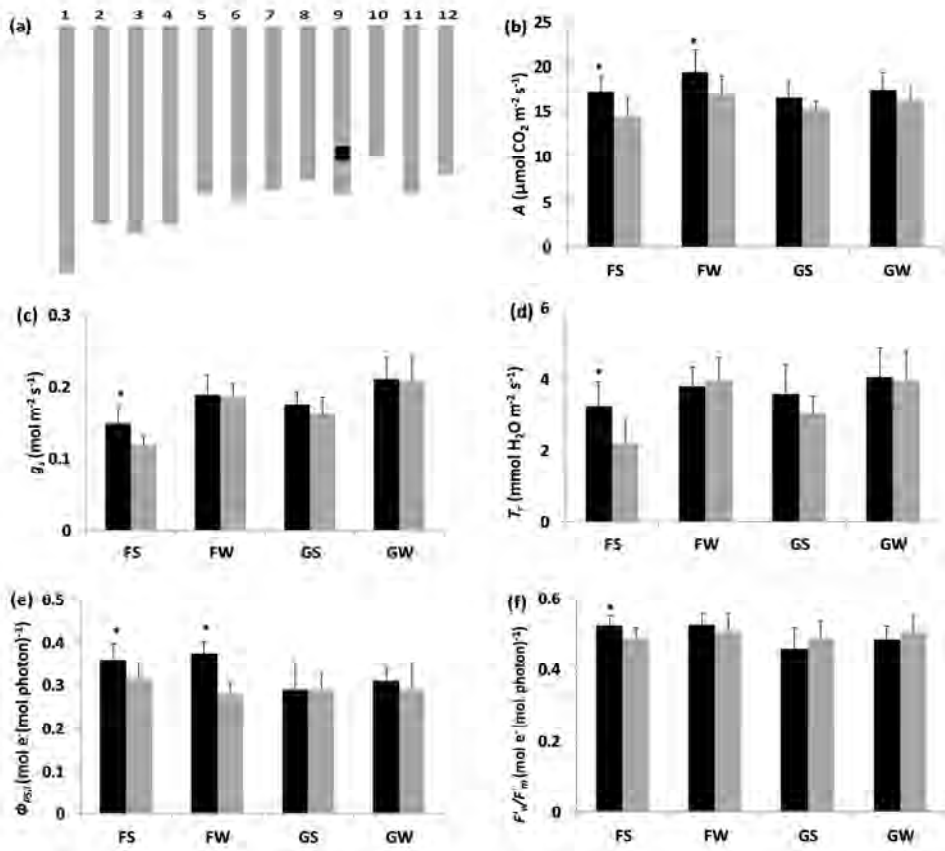 (a)
1 2 3 4 5 6 7 8 9 10 11 12
(b)
A (µmolCO₂ m⁻² s⁻¹)
25
20
15
10
5
0
*
*
FS FW GS GW
(c)
gₛ (mol m⁻² s⁻¹)
0.3
0.2
0.1
0
*
FS FW GS GW
(d)
Tᵣ (mmol H₂O m⁻² s⁻¹)
6
4
2
0
*
FS FW GS GW
(e)
Φ_PSII (mol e⁻(mol photon)⁻¹)
0.5
0.4
0.3
0.2
0.1
0
*
*
FS FW GS GW
(f)
F'ᵥ/F'ₘ (mol e⁻(mol photon)⁻¹)
0.6
0.4
0.2
0
*
FS FW GS GW